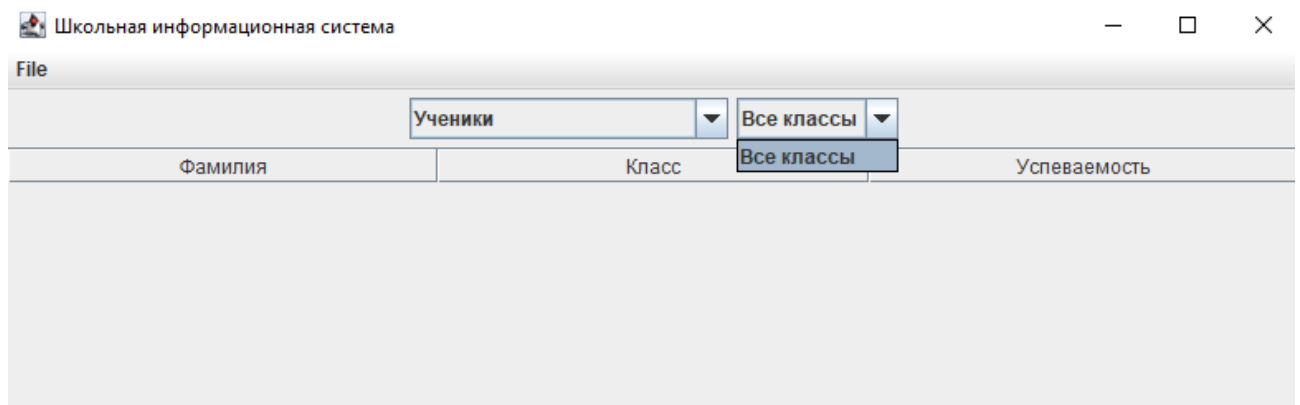 Школьная информационная система
File
Ученики Все классы
Все классы
Фамилия Класс Успеваемость